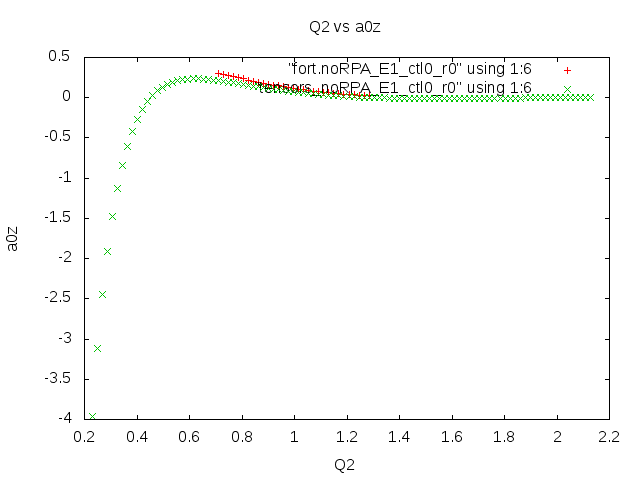 Q2 vs a0z
"fort.noRPA_E1_ctl0_r0" using 1:6
.noRPA_E1_ctl0_r0" using 1:6
0.5
0
-0.5
-1
-1.5
-2
-2.5
-3
-3.5
-4
a0z
0.2 0.4 0.6 0.8 1 1.2 1.4 1.6 1.8 2 2.2
Q2